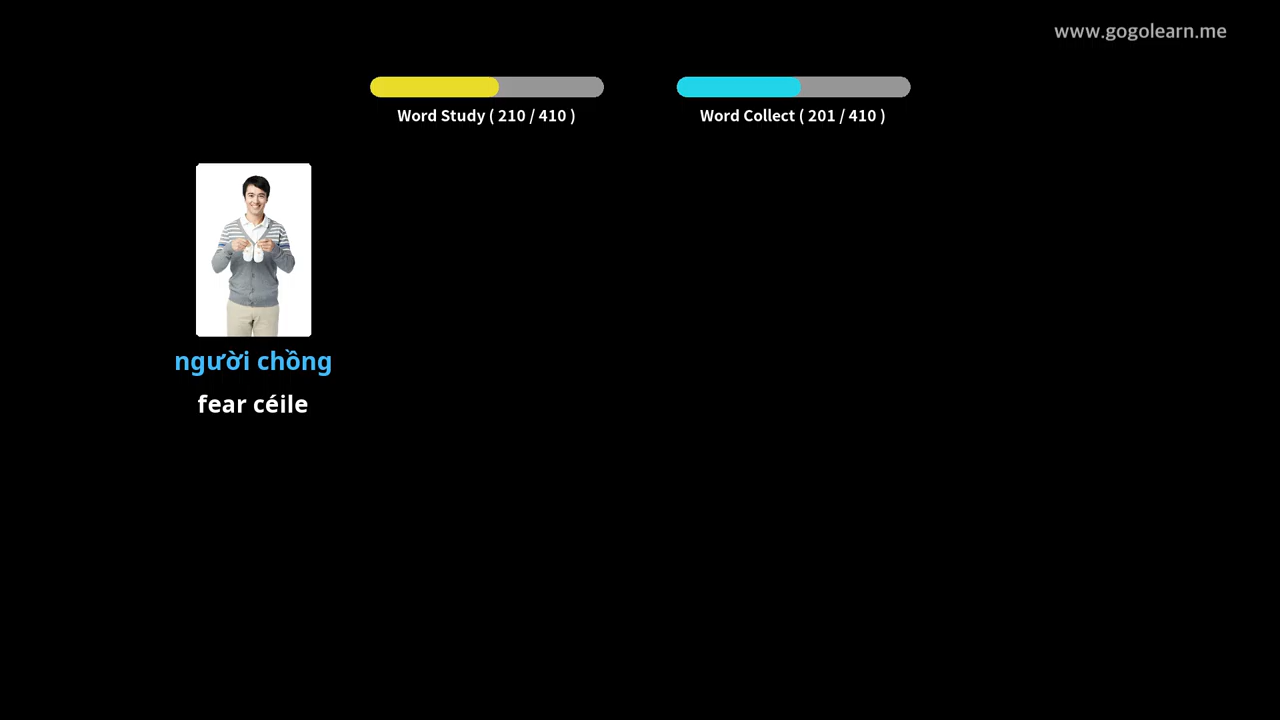 www.gogolearn.me
Word Study ( 210 / 410 )
Word Collect ( 201 / 410 )
người chồng
fear céile